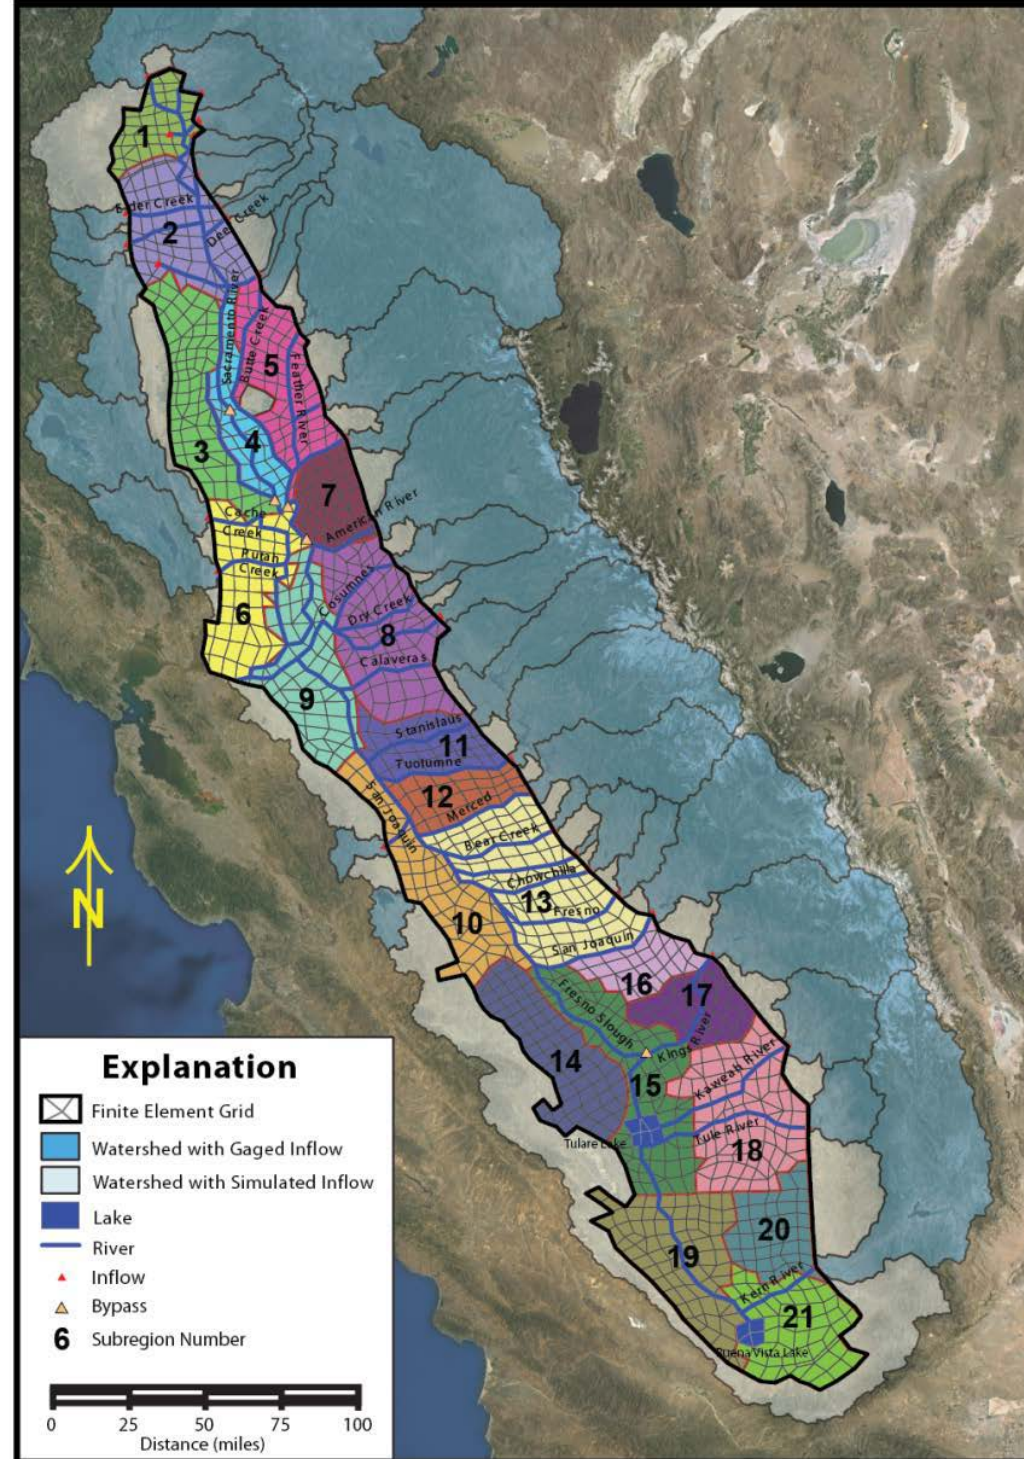 1
Elder Creek
2
Deer Creek
Sacramento River
Butte Creek
5
Feather River
3
4
7
American River
Cache
Creek
Putah
Creek
Cosumnes
6
Dry Creek
8
Calaveras
9
Stanislaus
11
Tuolumne
San Joaquin
12
Merced
Bear Creek
Chowchilla
13
Fresno
10
San Joaquin
16
17
Fresno Slough
Kings River
14
15
Kaweah River
Tulare Lake
Tule River
18
20
19
Kern River
21
Buena Vista Lake
N
Explanation
Finite Element Grid
Watershed with Gaged Inflow
Watershed with Simulated Inflow
Lake
River
Inflow
Bypass
6 Subregion Number
0 25 50 75 100
Distance (miles)